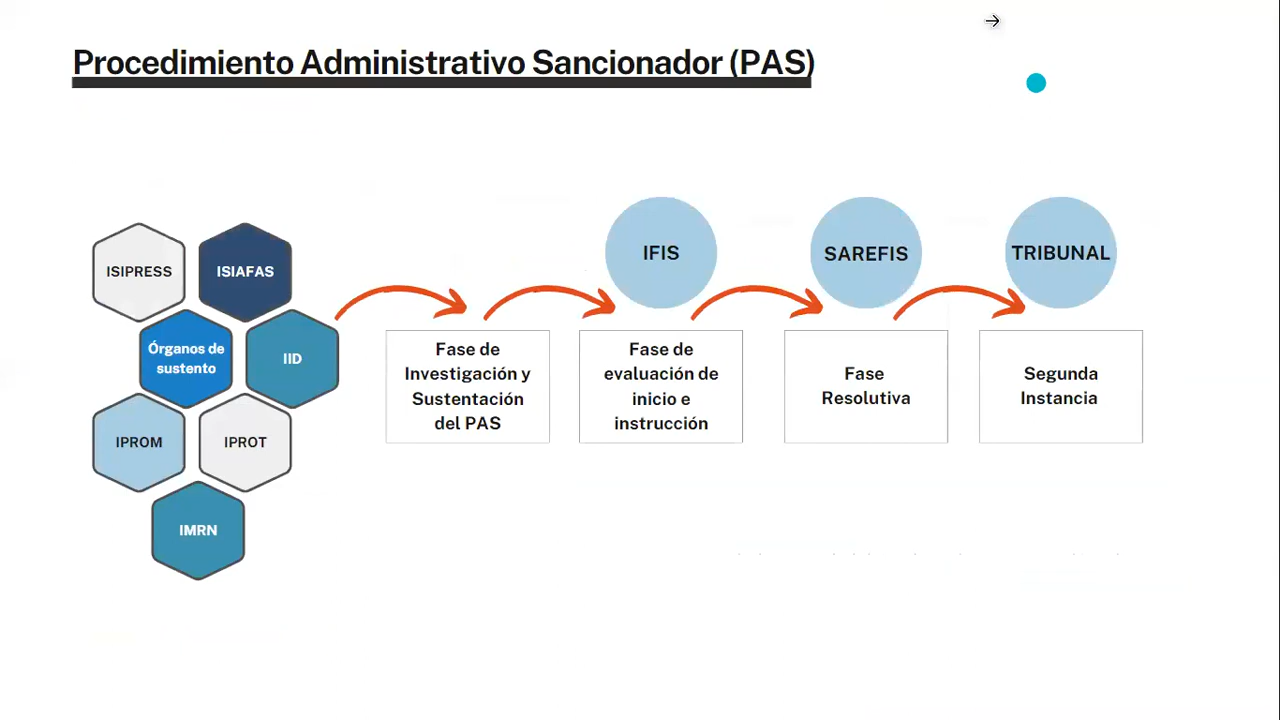 Procedimiento Administrativo Sancionador (PAS)
ISIPRESS
ISIAFAS
Órganos de
sustento
IID
IPROM
IPROT
IMRN
Fase de
Investigación y
Sustentación
del PAS
IFIS
Fase de
evaluación de
inicio e
instrucción
SAREFIS
Fase
Resolutiva
TRIBUNAL
Segunda
Instancia